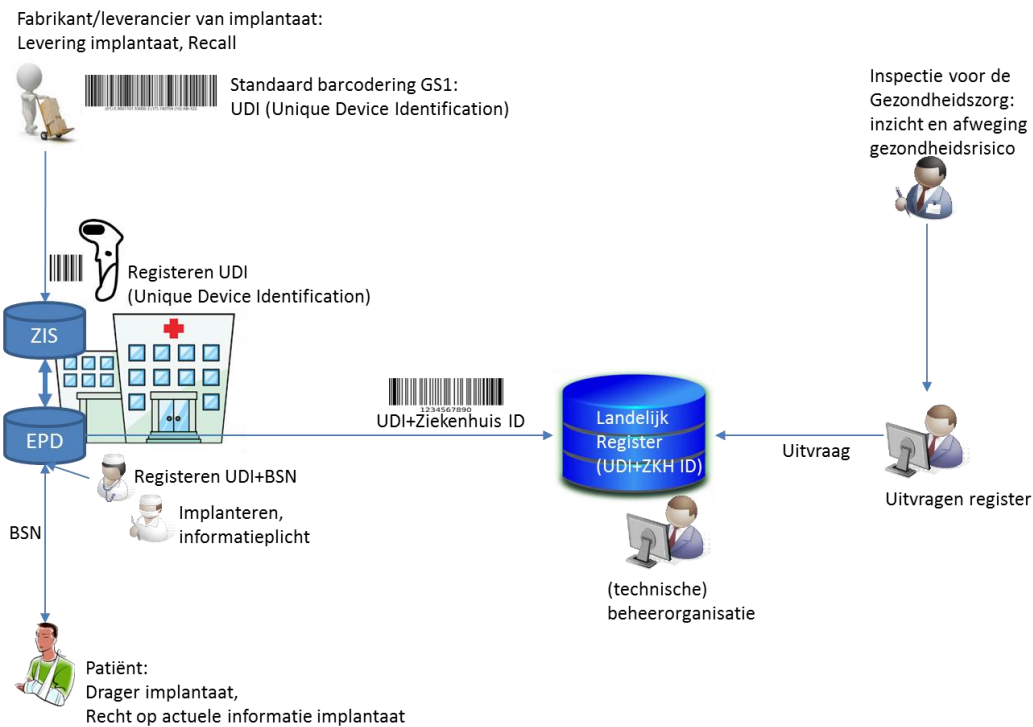 Fabrikant/leverancier van implantaat:
Levering implantaat, Recall
Standaard barcodering GS1:
UDI (Unique Device Identification)
Inspectie voor de
Gezondheidszorg:
inzicht en afweging
gezondheidsrisico
Registeren UDI
(Unique Device Identification)
ZIS
EPD
1234567890
UDI+Ziekenhuis ID
Landelijk
Register
(UDI+ZKH ID)
Uitvraag
Uitvragen register
Registeren UDI+BSN
Implanteren,
informatieplicht
BSN
(technische)
beheerorganisatie
Patiënt:
Drager implantaat,
Recht op actuele informatie implantaat